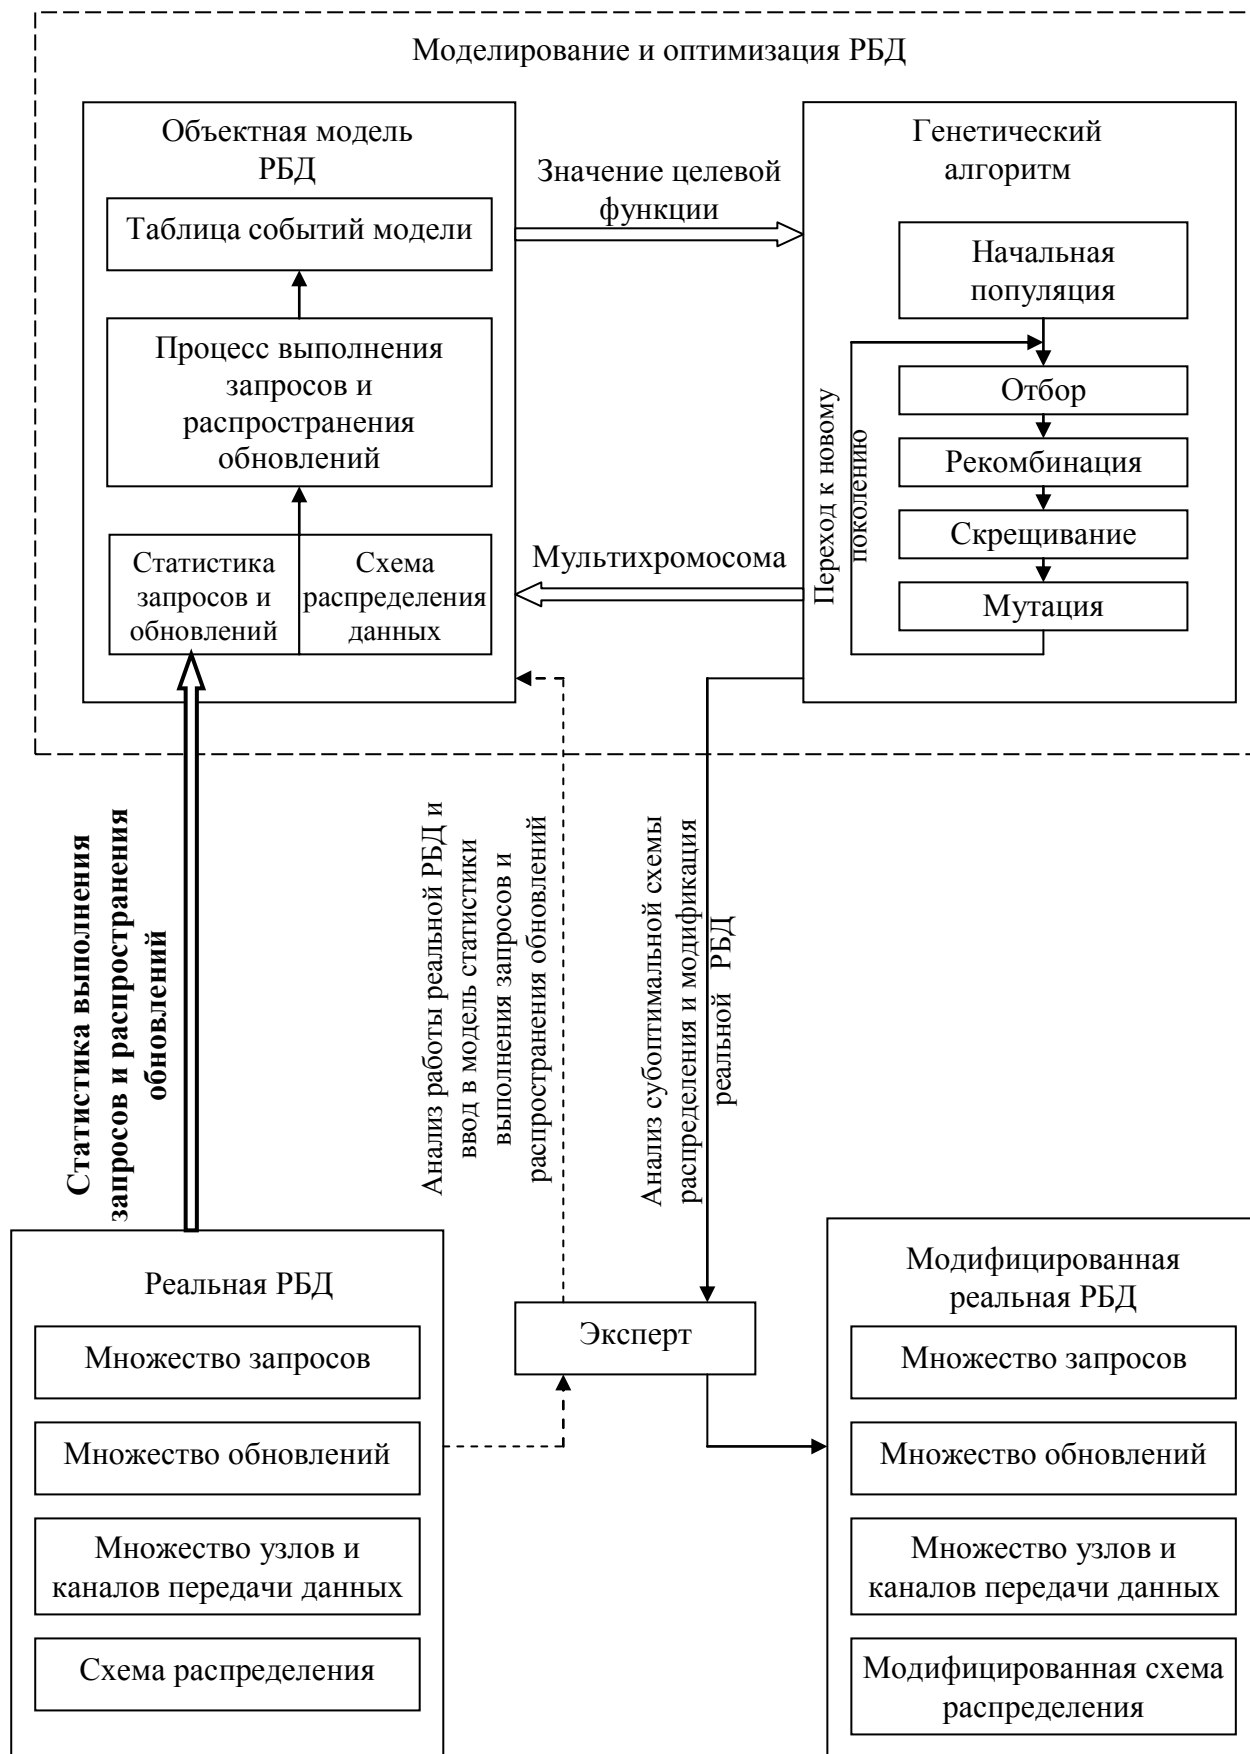 Моделирование и оптимизация РБД
Объектная модель
РБД
Таблица событий модели
Процесс выполнения
запросов и
распространения
обновлений
Статистика
запросов и
обновлений
Схема
распределения
данных
Значение целевой
функции
Мультихромосома
Генетический
алгоритм
Начальная
популяция
Отбор
Рекомбинация
Скрещивание
Мутация
Переход к новому
поколению
Статистика выполнения
запросов и распространения
обновлений
Анализ работы реальной РБД и
ввод в модель статистики
выполнения запросов и
распространения обновлений
Анализ субоптимальной схемы
распределения и модификация
реальной РБД
Реальная РБД
Множество запросов
Множество обновлений
Множество узлов и
каналов передачи данных
Схема распределения
Эксперт
Модифицированная
реальная РБД
Множество запросов
Множество обновлений
Множество узлов и
каналов передачи данных
Модифицированная схема
распределения